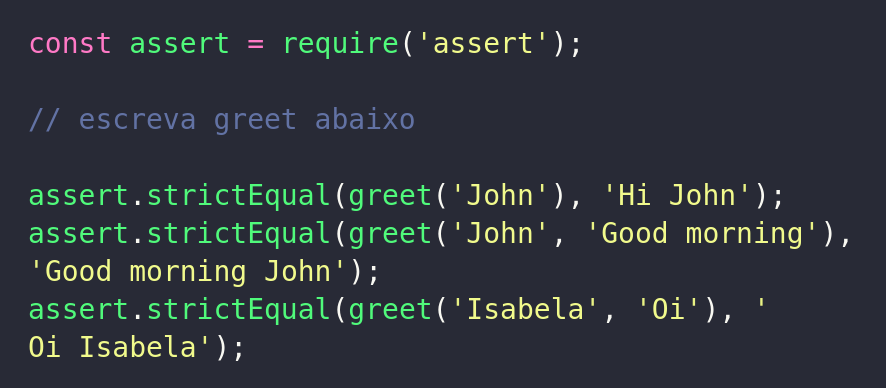 const assert = require('assert');
// escreva greet abaixo
assert.strictEqual(greet('John'), 'Hi John');
assert.strictEqual(greet('John', 'Good morning'),
'Good morning John');
assert.strictEqual(greet('Isabela', 'Oi'), '
Oi Isabela');